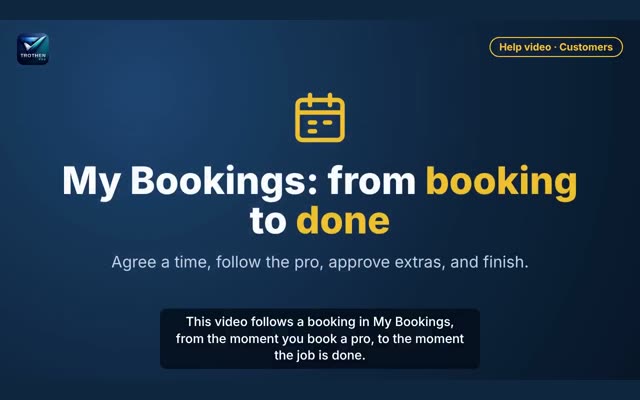 TROTHEN
Help video · Customers
My Bookings: from booking
to done
Agree a time, follow the pro, approve extras, and finish.
This video follows a booking in My Bookings,
from the moment you book a pro, to the moment
the job is done.